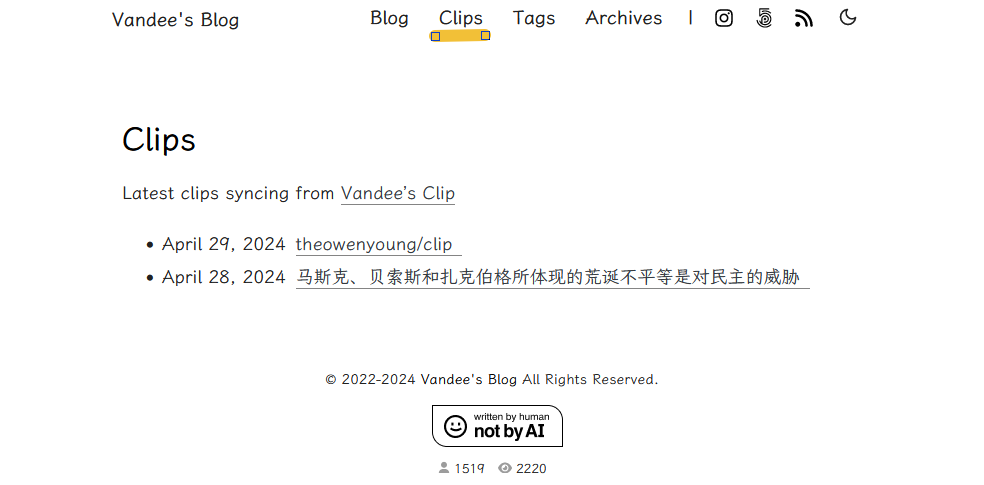 Vandee's Blog
Blog Clips Tags Archives |
Clips
Latest clips syncing from Vandee's Clip
• April 29, 2024 theowenyoung/clip
• April 28, 2024 马斯克、贝索斯和扎克伯格所体现的荒诞不平等是对民主的威胁
© 2022-2024 Vandee's Blog All Rights Reserved.
written by human
not by AI
1519 2220